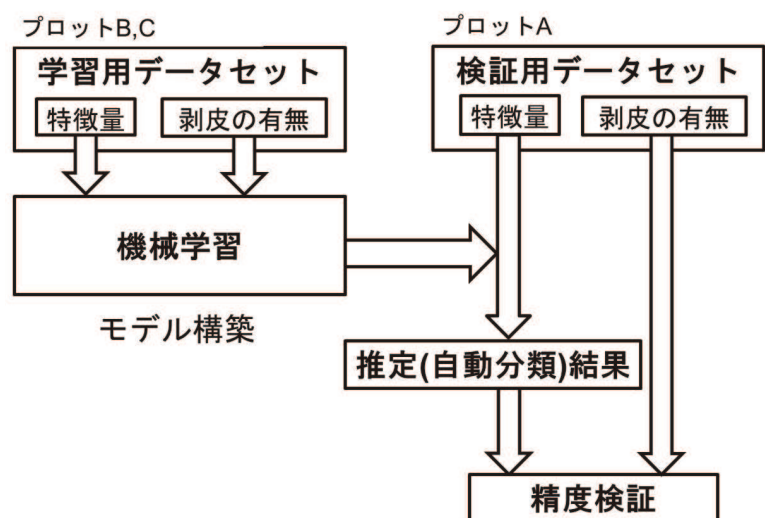 プロットB,C
学習用データセット
特徴量
剥皮の有無
機械学習
モデル構築
プロットA
検証用データセット
特徴量
剥皮の有無
推定(自動分類)結果
精度検証